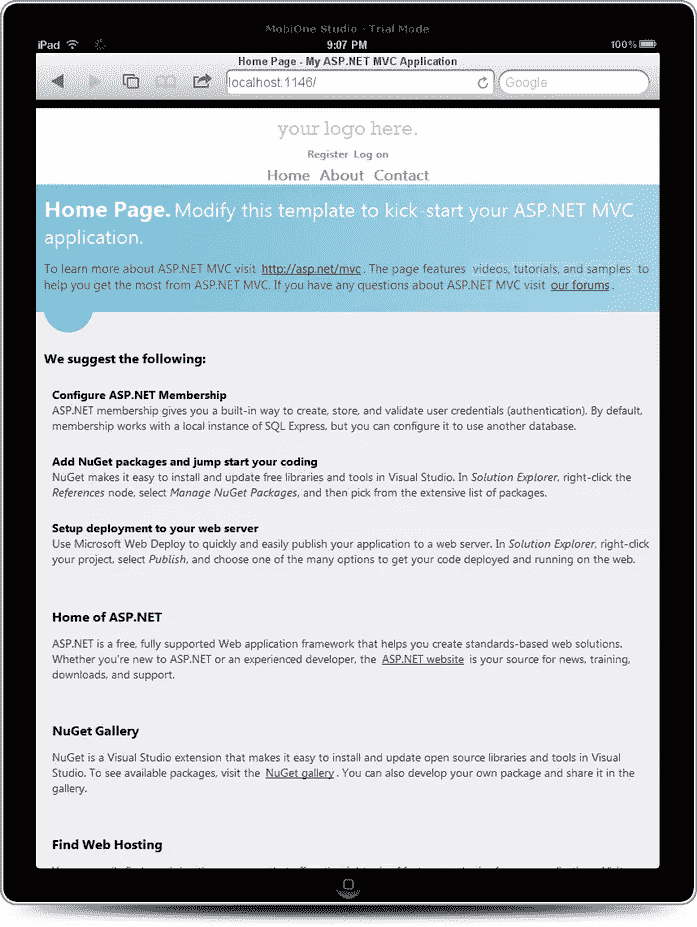 MobiOne Studio - Trial Mode
iPad 9:07 PM 100%
Home Page - My ASP.NET MVC Application
localhost:1146/ Google
your logo here.
Register Log on
Home About Contact
Home Page. Modify this template to kick-start your ASP.NET MVC
application.
To learn more about ASP.NET MVC visit http://asp.net/mvc. The page features videos, tutorials, and samples to
help you get the most from ASP.NET MVC. If you have any questions about ASP.NET MVC visit our forums.
We suggest the following:
Configure ASP.NET Membership
ASP.NET membership gives you a built-in way to create, store, and validate user credentials (authentication). By default,
membership works with a local instance of SQL Express, but you can configure it to use another database.
Add NuGet packages and jump start your coding
NuGet makes it easy to install and update free libraries and tools in Visual Studio. In Solution Explorer, right-click the
References node, select Manage NuGet Packages, and then pick from the extensive list of packages.
Setup deployment to your web server
Use Microsoft Web Deploy to quickly and easily publish your application to a web server. In Solution Explorer, right-click
your project, select Publish, and choose one of the many options to get your code deployed and running on the web.
Home of ASP.NET
ASP.NET is a free, fully supported Web application framework that helps you create standards-based web solutions.
Whether you're new to ASP.NET or an experienced developer, the ASP.NET website is your source for news, training,
downloads, and support.
NuGet Gallery
NuGet is a Visual Studio extension that makes it easy to install and update open source libraries and tools in Visual
Studio. To see available packages, visit the NuGet gallery. You can also develop your own package and share it in the
gallery.
Find Web Hosting